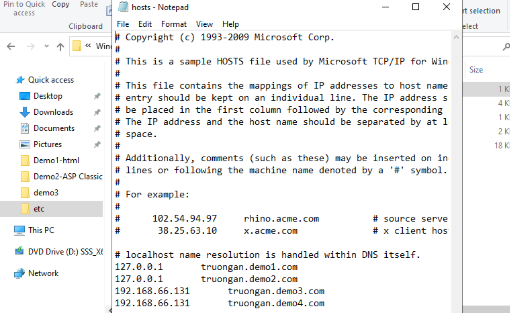 Pin to Quick access
Copy
Paste
Clipboard
hosts - Notepad
File Edit Format View Help
# Copyright (c) 1993-2009 Microsoft Corp.
#
# This is a sample HOSTS file used by Microsoft TCP/IP for Win
#
# This file contains the mappings of IP addresses to host name
# entry should be kept on an individual line. The IP address s
# be placed in the first column followed by the corresponding
# The IP address and the host name should be separated by at l
# space.
#
# Additionally, comments (such as these) may be inserted on in
# lines or following the machine name denoted by a '#' symbol.
#
# For example:
#
# 102.54.94.97 rhino.acme.com # source serve
# 38.25.63.10 x.acme.com # x client hos
# localhost name resolution is handled within DNS itself.
127.0.0.1 truongan.demo1.com
127.0.0.1 truongan.demo2.com
192.168.66.131 truongan.demo3.com
192.168.66.131 truongan.demo4.com
« Win
Quick access
Desktop
Downloads
Documents
Pictures
Demo1-html
Demo2-ASP Classic
demo3
etc
This PC
DVD Drive (D:) SSS_X6
Network
rt selection
elect
Size
1 K
4 K
1 K
2 K
18 K